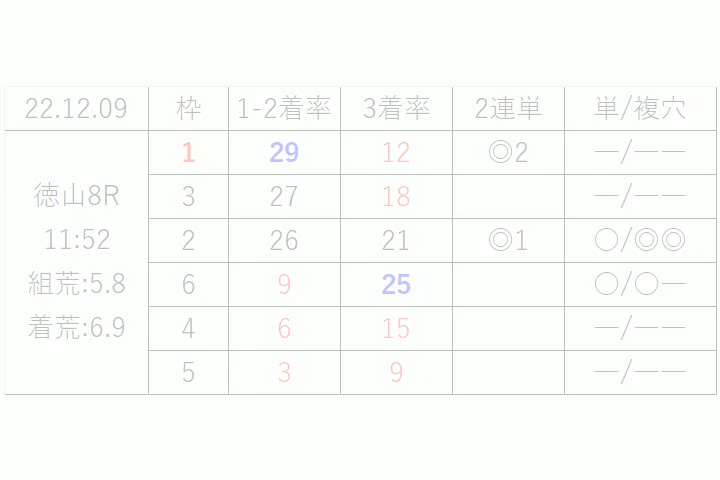 22.12.09 枠 1-2着率 3着率 2連単 単/複穴
1 29 12 ◎2 —/——
3 27 18 —/——
2 26 21 ◎1 〇/◎◎
6 9 25 〇/〇—
4 6 15 —/——
5 3 9 —/——
徳山8R
11:52
組荒:5.8
着荒:6.9